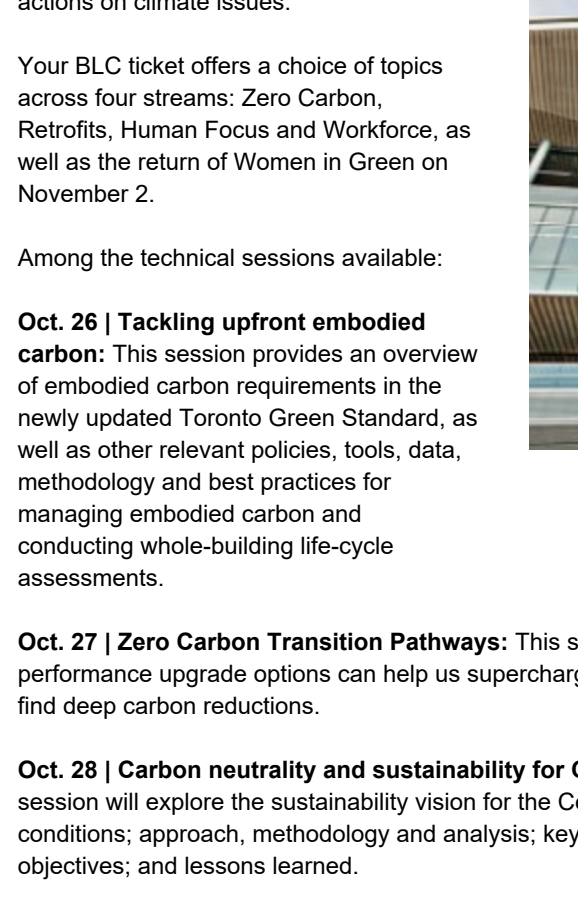 actions on climate issues.
Your BLC ticket offers a choice of topics
across four streams: Zero Carbon,
Retrofits, Human Focus and Workforce, as
well as the return of Women in Green on
November 2.
Among the technical sessions available:
Oct. 26 | Tackling upfront embodied
carbon: This session provides an overview
of embodied carbon requirements in the
newly updated Toronto Green Standard, as
well as other relevant policies, tools, data,
methodology and best practices for
managing embodied carbon and
conducting whole-building life-cycle
assessments.
Oct. 27 | Zero Carbon Transition Pathways: This
performance upgrade options can help us supercharg
find deep carbon reductions.
Oct. 28 | Carbon neutrality and sustainability for
session will explore the sustainability vision for the
conditions; approach, methodology and analysis; key
objectives; and lessons learned.